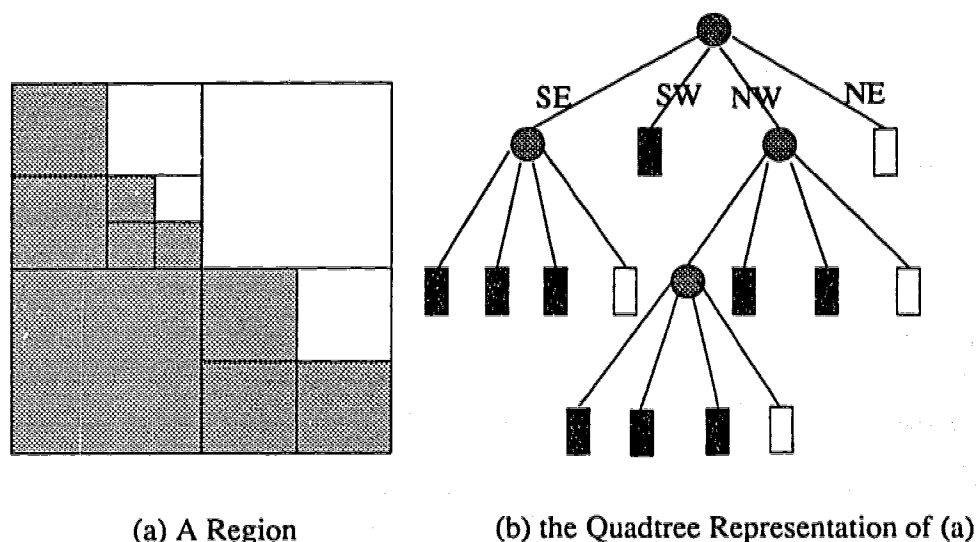 SE SW NW NE
(a) A Region
(b) the Quadtree Representation of (a)